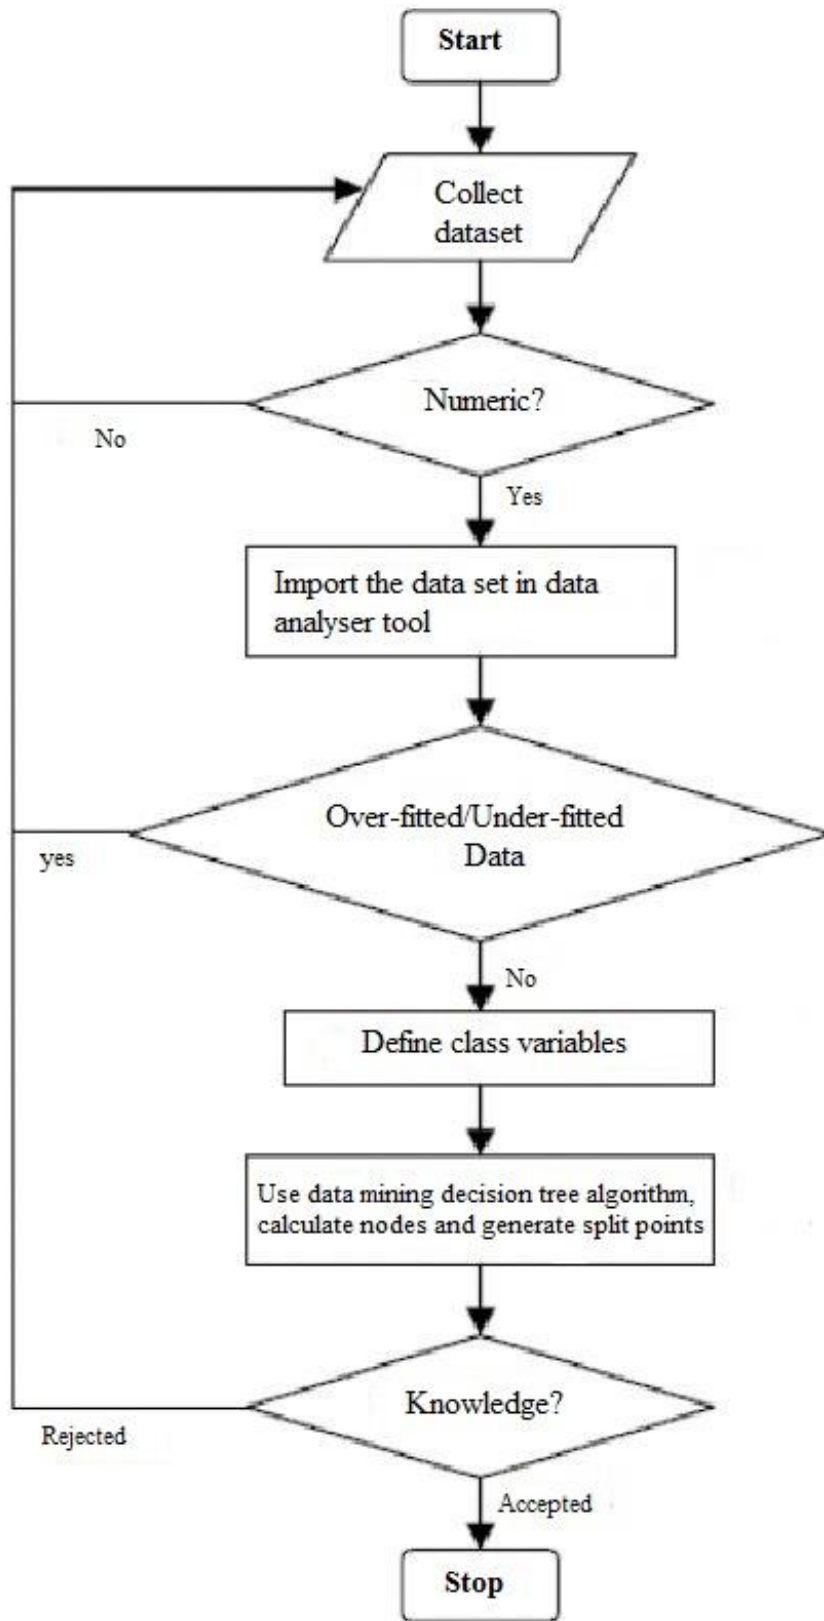 Start
Collect
dataset
Numeric?
No
Yes
Import the data set in data
analyser tool
Over-fitted/Under-fitted
Data
yes
No
Define class variables
Use data mining decision tree algorithm,
calculate nodes and generate split points
Knowledge?
Rejected
Accepted
Stop